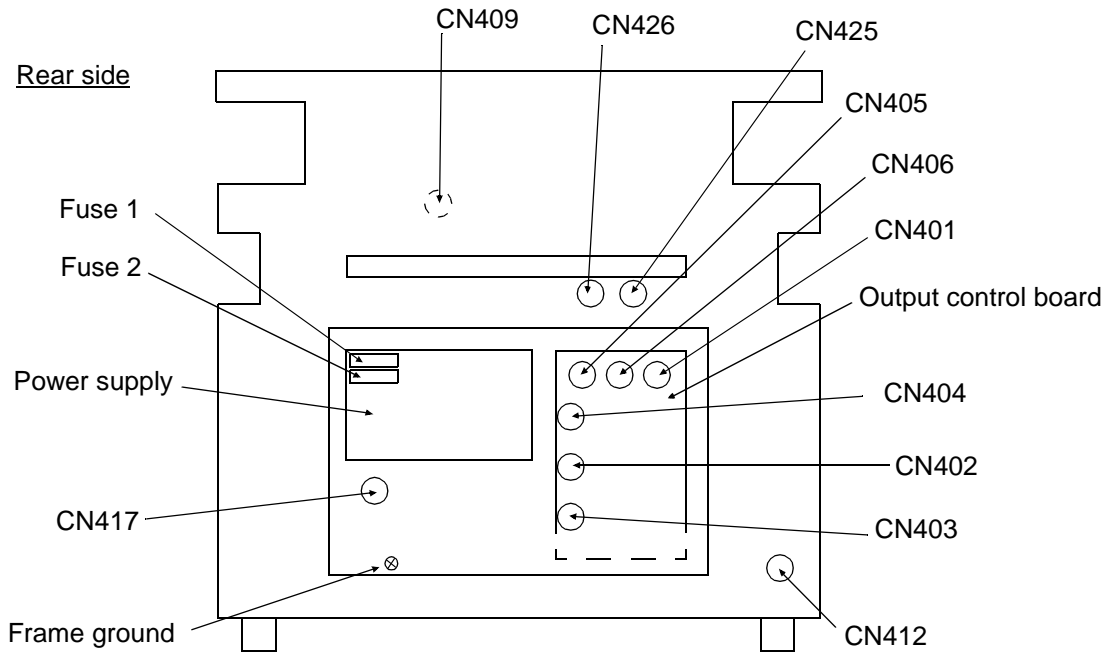 CN409
CN426
CN425
Rear side
CN405
CN406
Fuse 1
CN401
Fuse 2
Output control board
Power supply
CN404
CN402
CN417
CN403
Frame ground
CN412